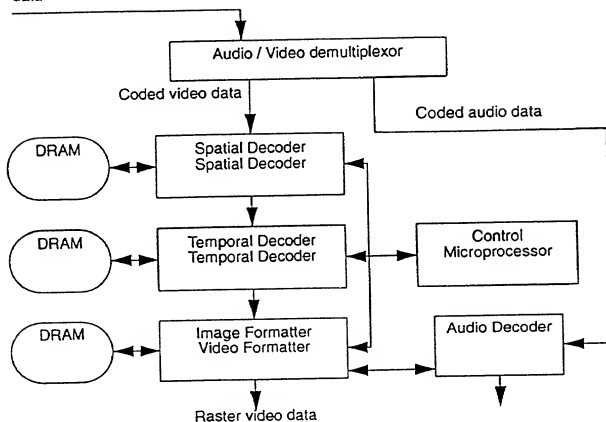 Audio / Video demultiplexor
Coded video data
Coded audio data
DRAM
Spatial Decoder
Spatial Decoder
DRAM
Temporal Decoder
Temporal Decoder
Control
Microprocessor
DRAM
Image Formatter
Video Formatter
Audio Decoder
Raster video data